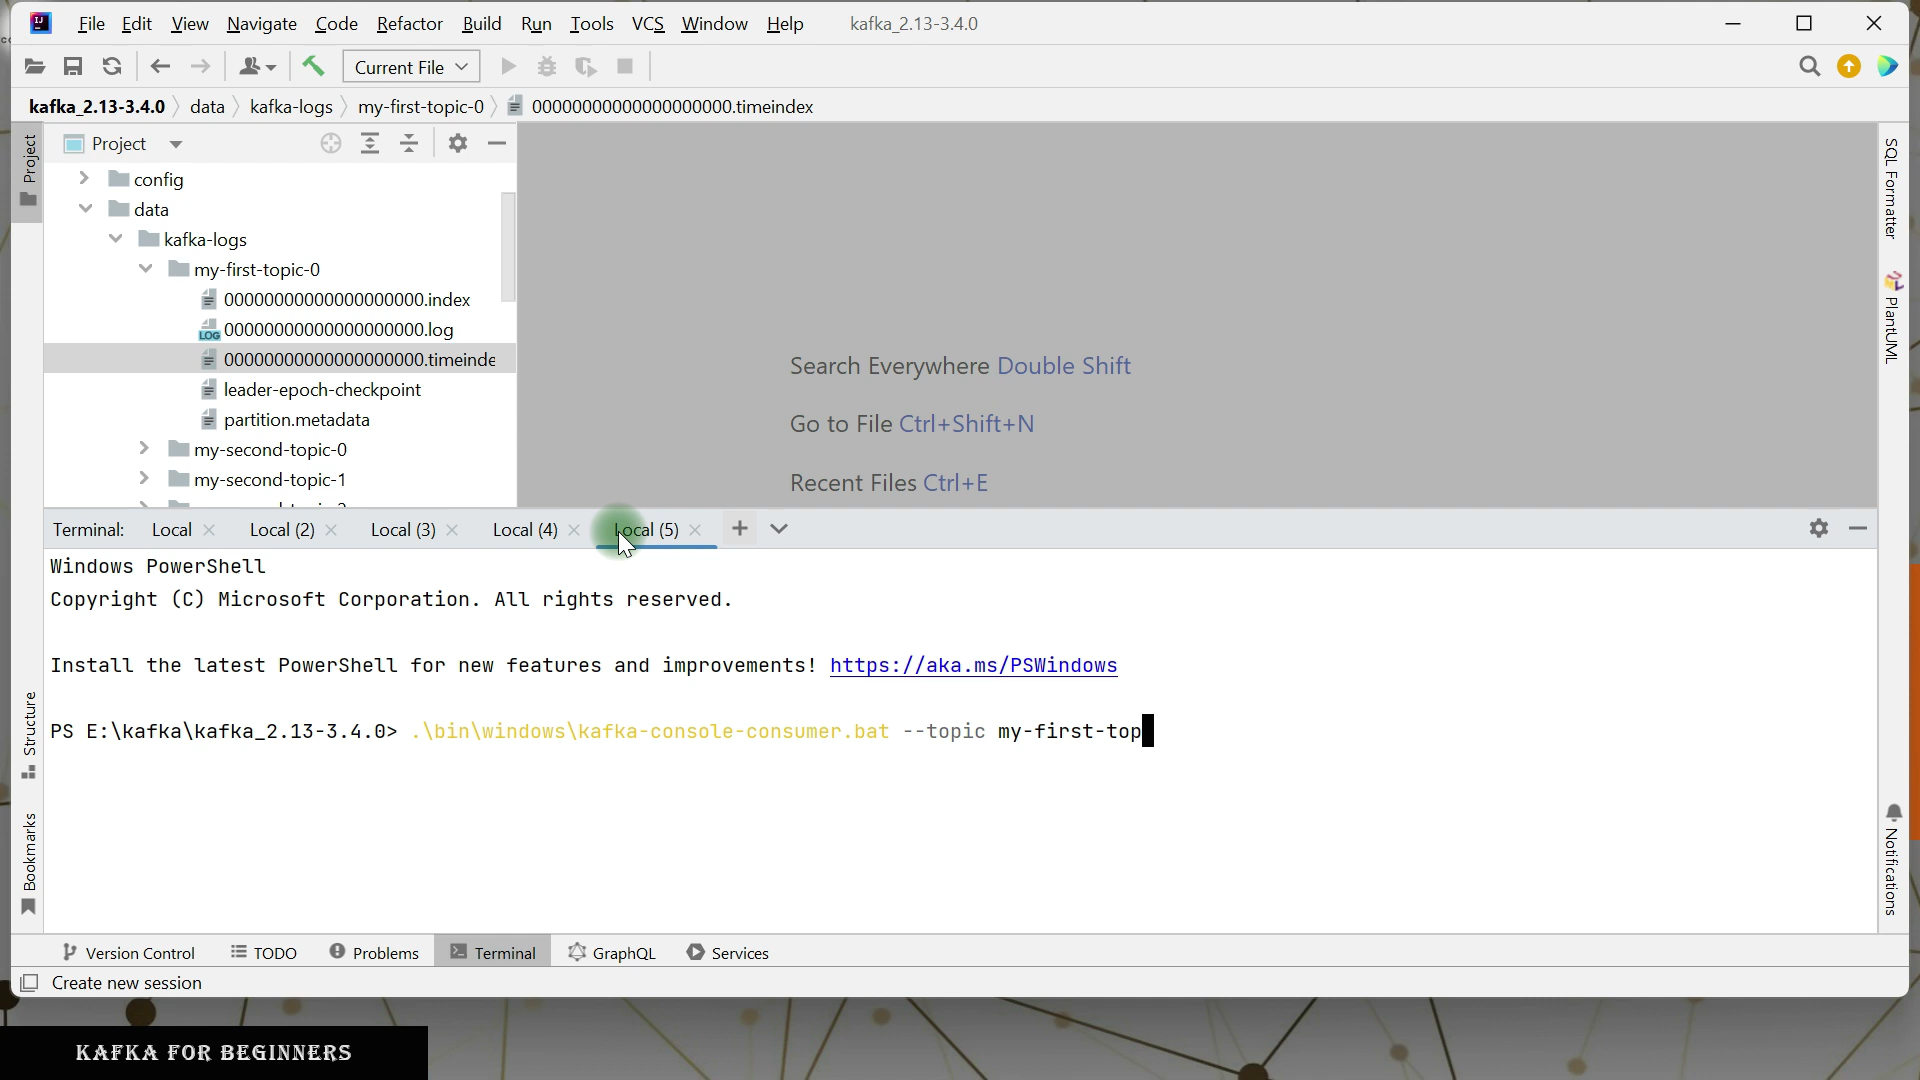 File Edit View Navigate Code Refactor Build Run Tools VCS Window Help kafka_2.13-3.4.0
Current File
kafka_2.13-3.4.0 data kafka-logs my-first-topic-0 00000000000000000000.timeindex
Project
Project
config
data
kafka-logs
my-first-topic-0
00000000000000000000.index
LOG 00000000000000000000.log
00000000000000000000.timeinde
leader-epoch-checkpoint
partition.metadata
my-second-topic-0
my-second-topic-1
Search Everywhere Double Shift
Go to File Ctrl+Shift+N
Recent Files Ctrl+E
SQL Formatter
PlantUML
Notifications
Terminal: Local Local (2) Local (3) Local (4) Local (5)
Windows PowerShell
Copyright (C) Microsoft Corporation. All rights reserved.
Install the latest PowerShell for new features and improvements! https://aka.ms/PSWindows
PS E:\kafka\kafka_2.13-3.4.0> .\bin\windows\kafka-console-consumer.bat --topic my-first-top
Structure
Bookmarks
Version Control TODO Problems Terminal GraphQL Services
Create new session
KAFKA FOR BEGINNERS